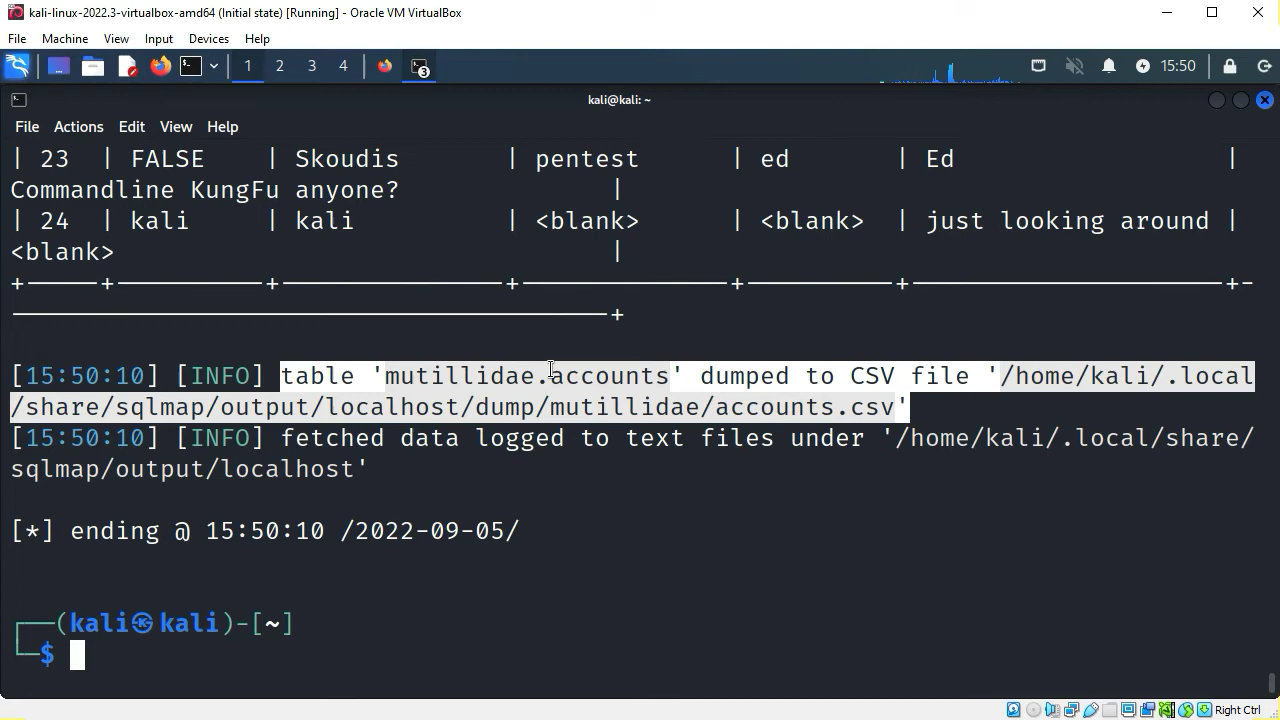 kali-linux-2022.3-virtualbox-amd64 (Initial state) [Running] - Oracle VM VirtualBox
File Machine View Input Devices Help
1 2 3 4 3 15:50
kali@kali: ~
File Actions Edit View Help
| 23 | FALSE | Skoudis | pentest | ed | Ed |
Commandline KungFu anyone? |
| 24 | kali | kali | <blank> | <blank> | just looking around |
<blank> |
[15:50:10] [INFO] table 'mutillidae.accounts' dumped to CSV file '/home/kali/.local
/share/sqlmap/output/localhost/dump/mutillidae/accounts.csv'
[15:50:10] [INFO] fetched data logged to text files under '/home/kali/.local/share/
sqlmap/output/localhost'
[*] ending @ 15:50:10 /2022-09-05/
┌──(kali㉿kali)-[~]
└─$
Right Ctrl